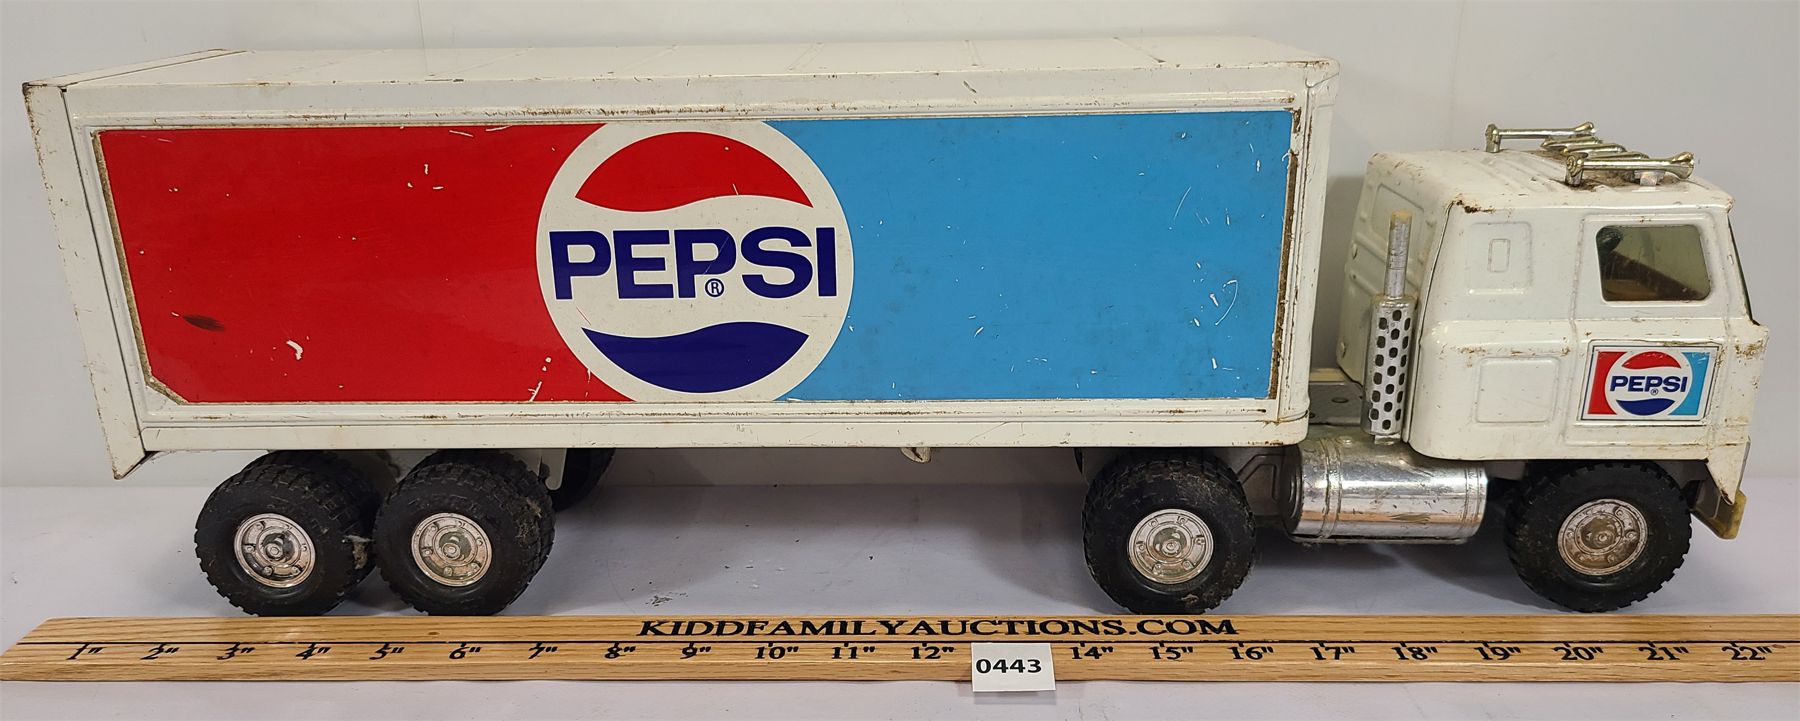 PEPSI
®
PEPSI
®
KIDDFAMILYAUCTIONS.COM
1" 2" 3" 4" 5" 6" 7" 8" 9" 10" 11" 12" 14" 15" 16" 17" 18" 19" 20" 21" 22"
0443